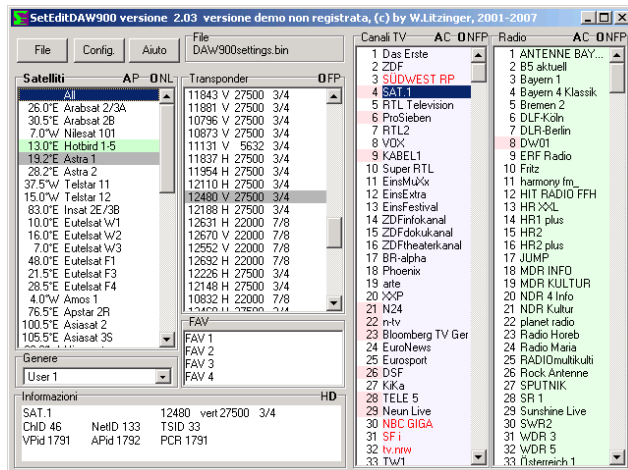 SetEditDAW900 versione 2.03 versione demo non registrata, (c) by W.Litzinger, 2001-2007
File
Config.
Aiuto
File
DAW900settings.bin
Satelliti AP-ONL
All
26.0°E Arabsat 2/3A
30.5°E Arabsat 2B
7.0°W Nilesat 101
13.0°E Hotbird 1-5
19.2°E Astra 1
28.2°E Astra 2
37.5°W Telstar 11
15.0°W Telstar 12
83.0°E Insat 2E/3B
10.0°E Eutelsat W1
16.0°E Eutelsat W2
7.0°E Eutelsat W3
48.0°E Eutelsat F1
21.5°E Eutelsat F3
28.5°E Eutelsat F4
4.0°W Amos 1
76.5°E Apstar 2R
100.5°E Asiasat 2
105.5°E Asiasat 3S
Genere
User 1
Transponder OFP
11843 V 27500 3/4
11881 V 27500 3/4
10796 V 27500 3/4
10873 V 27500 3/4
11131 V 5632 3/4
11837 H 27500 3/4
11954 H 27500 3/4
12110 H 27500 3/4
12480 V 27500 3/4
12188 H 27500 3/4
12631 H 22000 7/8
12670 V 22000 7/8
12552 V 22000 7/8
12692 H 22000 7/8
12226 H 27500 3/4
12148 H 27500 3/4
10832 H 22000 7/8
12460 H 27500 3/4
FAV
FAV 1
FAV 2
FAV 3
FAV 4
Informazioni HD
SAT.1 12480 vert 27500 3/4
ChID 46 NetID 133 TSID 33
VPid 1791 APid 1792 PCR 1791
Canali TV AC-ONFP
1 Das Erste
2 ZDF
3 SÜDWEST RP
4 SAT.1
5 RTL Television
6 ProSieben
7 RTL2
8 VOX
9 KABEL1
10 Super RTL
11 EinsMuXx
12 EinsExtra
13 EinsFestival
14 ZDFinfokanal
15 ZDFdokukanal
16 ZDFtheaterkanal
17 BR-alpha
18 Phoenix
19 arte
20 XXP
21 N24
22 n-tv
23 Bloomberg TV Ger
24 EuroNews
25 Eurosport
26 DSF
27 KiKa
28 TELE 5
29 Neun Live
30 NBC GIGA
31 SF i
32 tv.nrw
33 TW1
Radio AC-ONFP
1 ANTENNE BAY...
2 B5 aktuell
3 Bayern 1
4 Bayern 4 Klassik
5 Bremen 2
6 DLF-Köln
7 DLR-Berlin
8 DW01
9 ERF Radio
10 Fritz
11 harmony fm_
12 HIT RADIO FFH
13 HR XXL
14 HR1 plus
15 HR2
16 HR2 plus
17 JUMP
18 MDR INFO
19 MDR KULTUR
20 NDR 4 Info
21 NDR Kultur
22 planet radio
23 Radio Horeb
24 Radio Maria
25 RADIOmultikulti
26 Rock Antenne
27 SPUTNIK
28 SR 1
29 Sunshine Live
30 SWR2
31 WDR 3
32 WDR 5
33 Österreich 1